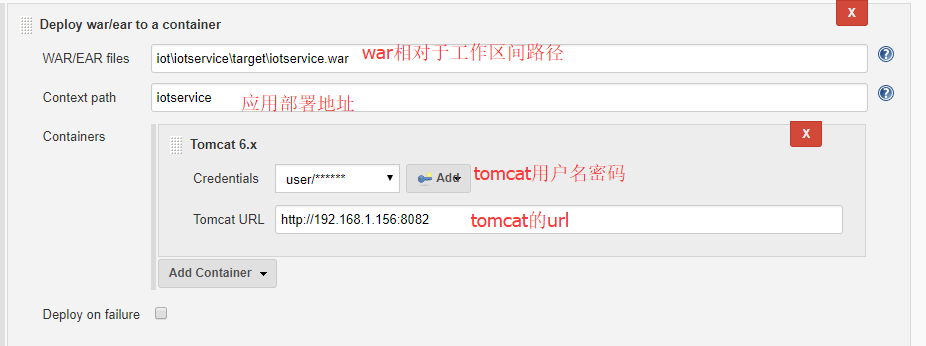 X
Deploy war/ear to a container
WAR/EAR files iot\iotservice\target\iotservice.war war相对于工作区间路径
Context path iotservice 应用部署地址
Containers
X
Tomcat 6.x
Credentials user/****** Add tomcat用户名密码
Tomcat URL http://192.168.1.156:8082 tomcat的url
Add Container
Deploy on failure